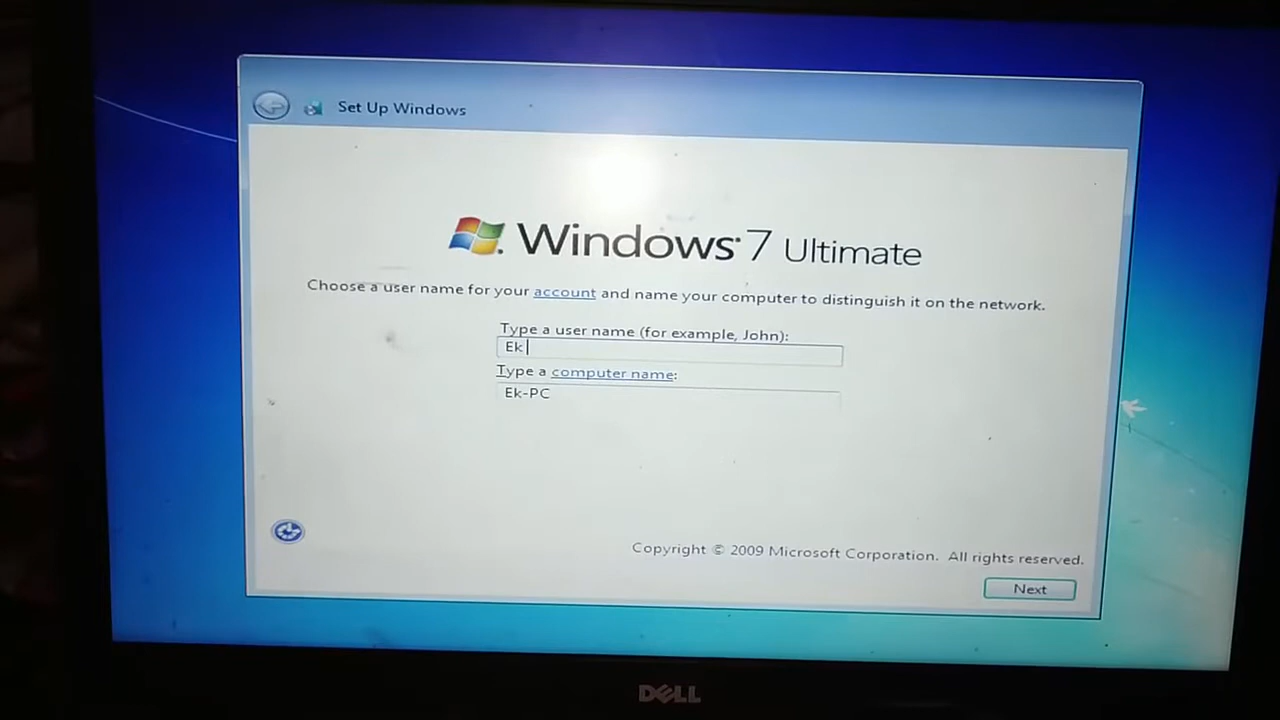 Set Up Windows
Windows 7 Ultimate
Choose a user name for your account and name your computer to distinguish it on the network.
Type a user name (for example, John):
Ek
Type a computer name:
Ek-PC
Copyright © 2009 Microsoft Corporation. All rights reserved.
Next
DELL